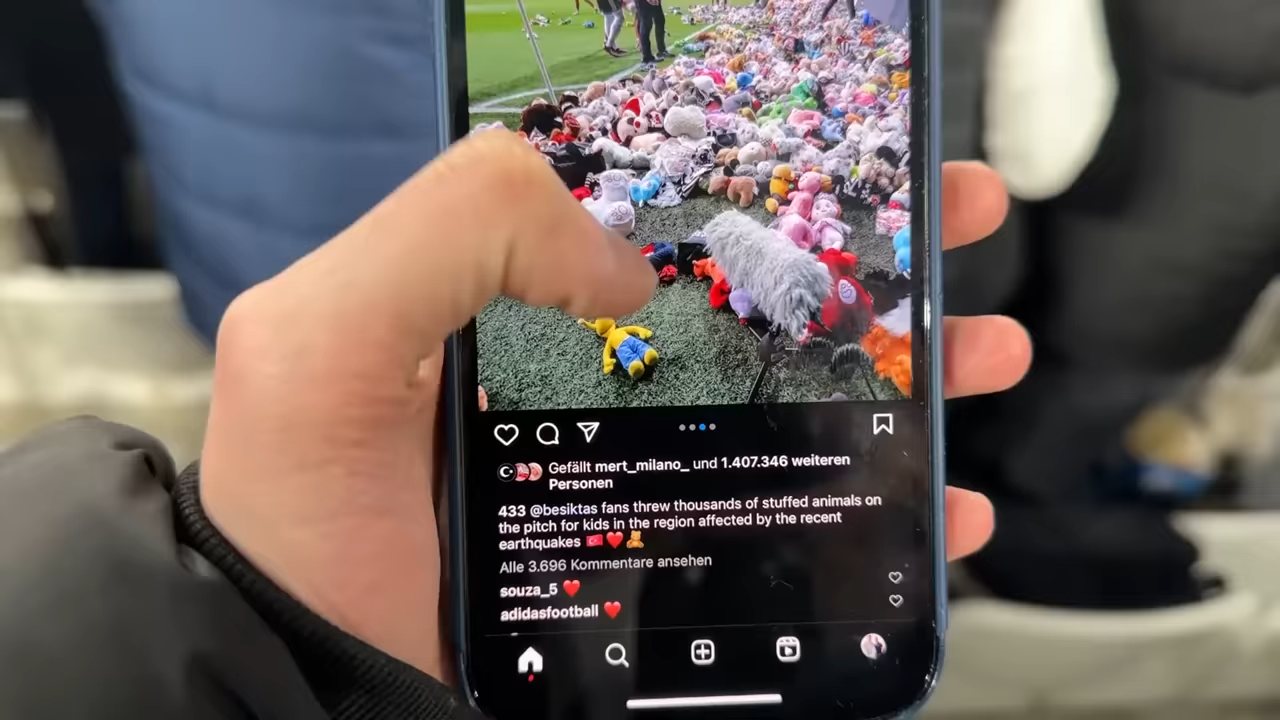 Gefällt mert_milano_ und 1.407.346 weiteren
Personen
433 @besiktas fans threw thousands of stuffed animals on
the pitch for kids in the region affected by the recent
earthquakes 🇹🇷❤️🧸
Alle 3.696 Kommentare ansehen
souza_5 ❤️
adidasfootball ❤️